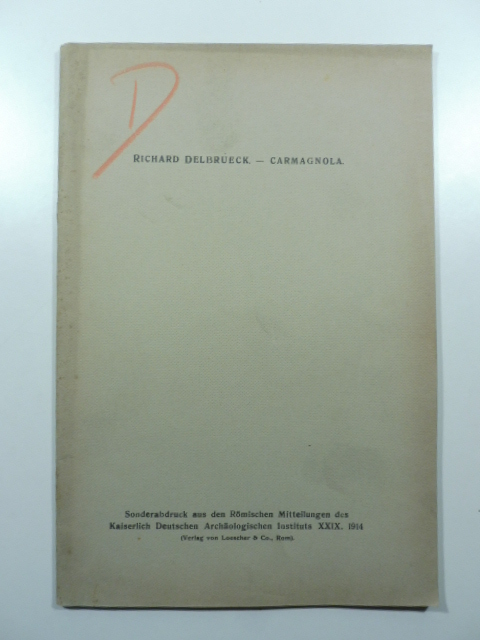 D
RICHARD DELBRUECK. — CARMAGNOLA.
Sonderabdruck aus den Römischen Mitteilungen des
Kaiserlich Deutschen Archäologischen Instituts XXIX. 1914
(Verlag von Loescher & Co., Rom).